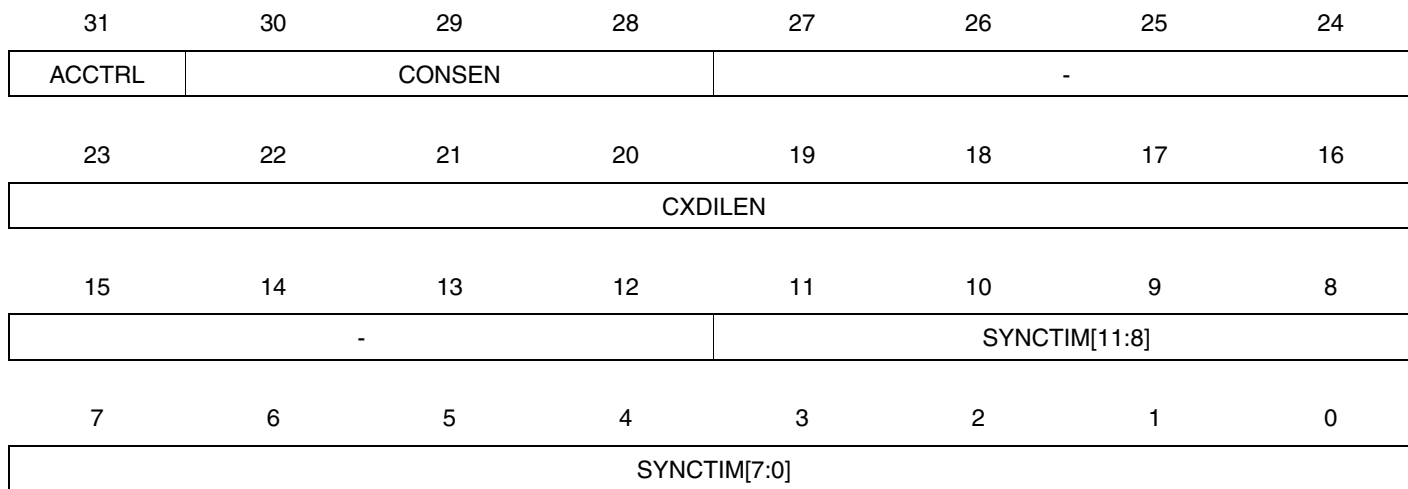 31 30 29 28 27 26 25 24
ACCTRL CONSEN -
23 22 21 20 19 18 17 16
CXDILEN
15 14 13 12 11 10 9 8
- SYNCTIM[11:8]
7 6 5 4 3 2 1 0
SYNCTIM[7:0]